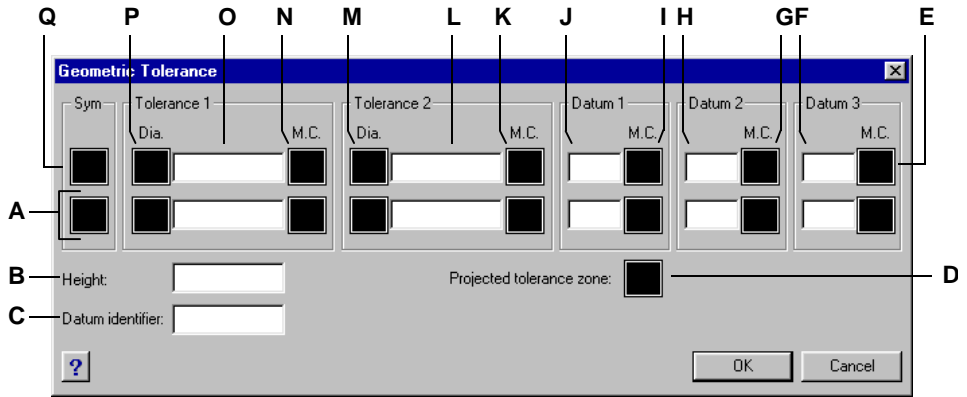 Q P O N M L K J I H G F E
Geometric Tolerance
Sym Tolerance 1 Tolerance 2 Datum 1 Datum 2 Datum 3
Dia. M.C. Dia. M.C. M.C. M.C. M.C.
A
B Height: Projected tolerance zone: D
C Datum identifier:
? OK Cancel